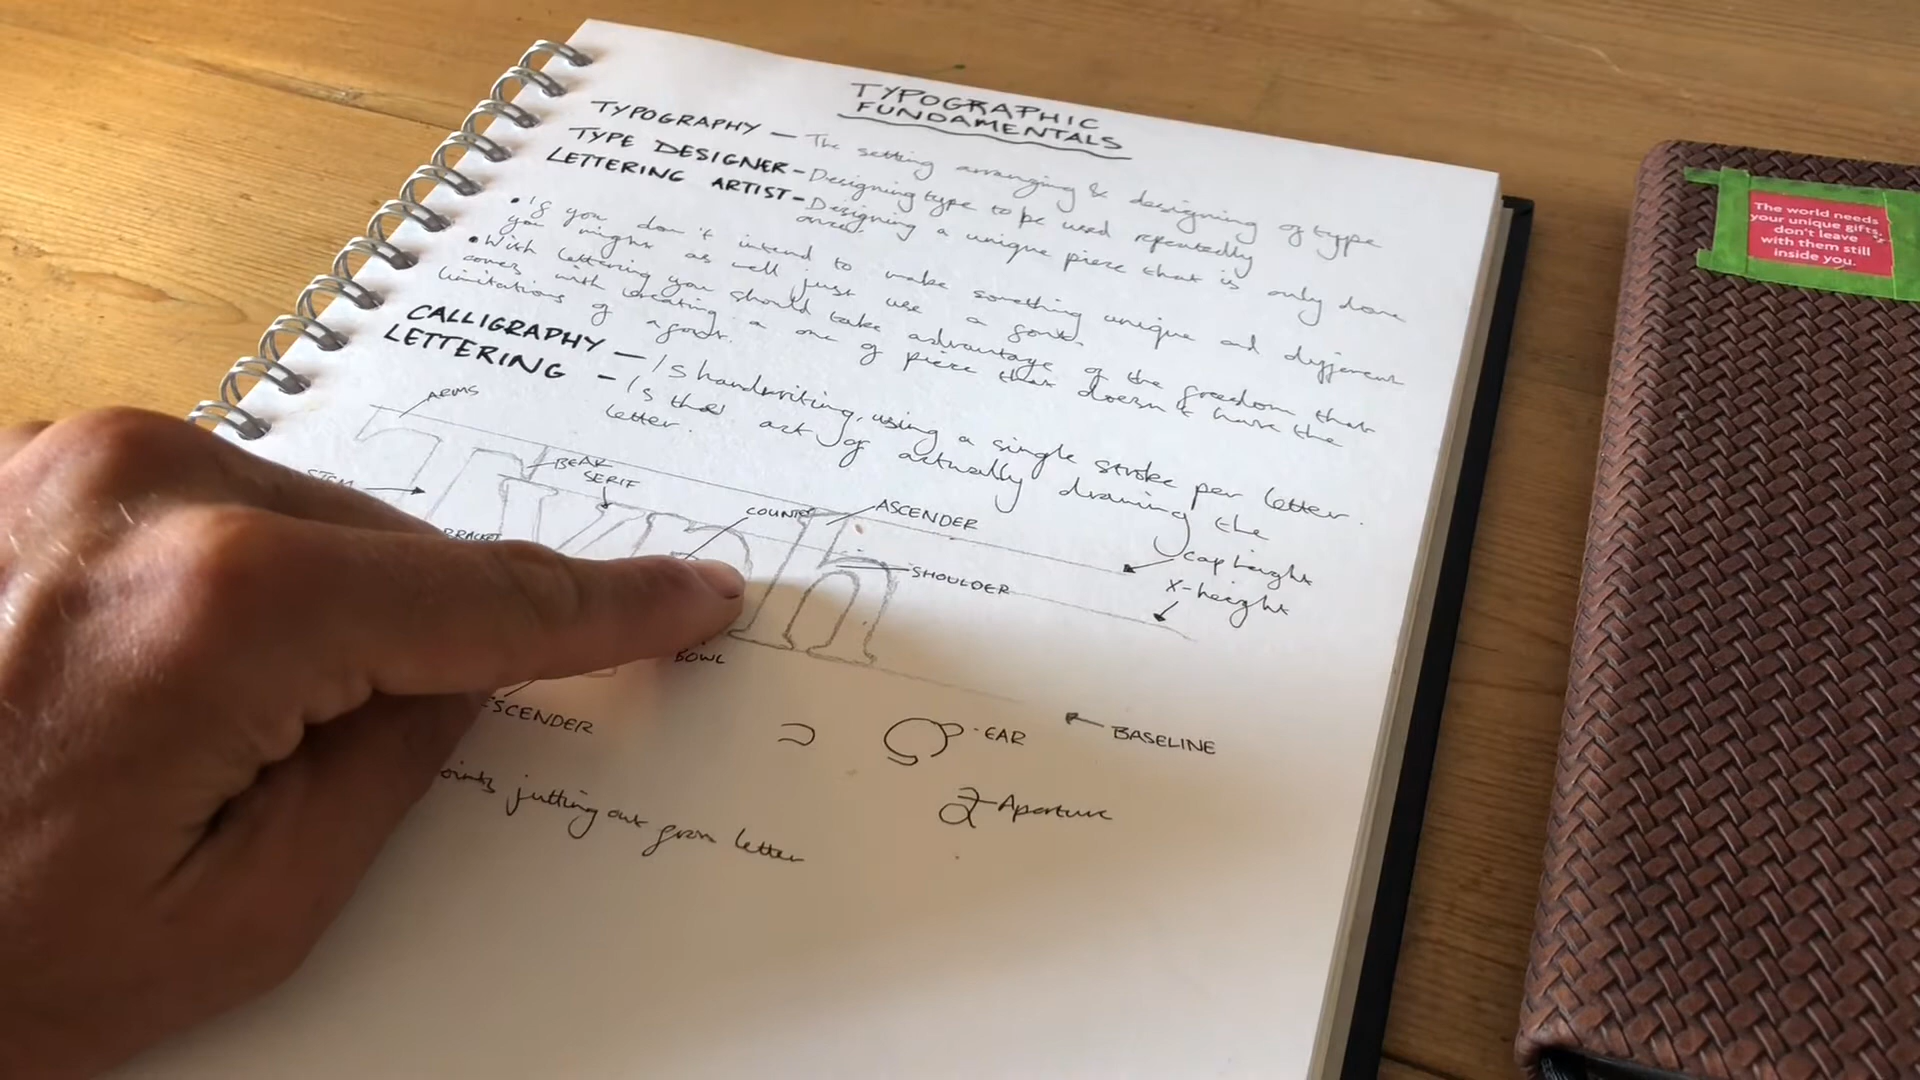 TYPOGRAPHIC
FUNDAMENTALS
TYPOGRAPHY – The setting arranging & designing of type
TYPE DESIGNER – Designing type to be used repeatedly
LETTERING ARTIST – Designing a unique piece that is only done
once.
• If you don't intend to make something unique and different
you might as well just use a font.
• With lettering you should take advantage of the freedom that
comes with creating a one of piece that doesn't have the
limitations of a font.
CALLIGRAPHY – Is handwriting, using a single stroke per letter.
LETTERING – Is the art of actually drawing the
letter.
ARMS
BEAK
SERIF
COUNTE
ASCENDER
cap height
BRACKET
SHOULDER
x-height
BOWL
ESCENDER
EAR
BASELINE
Aperture
oints jutting out from letter
The world needs
your unique gifts;
don't leave
with them still
inside you.